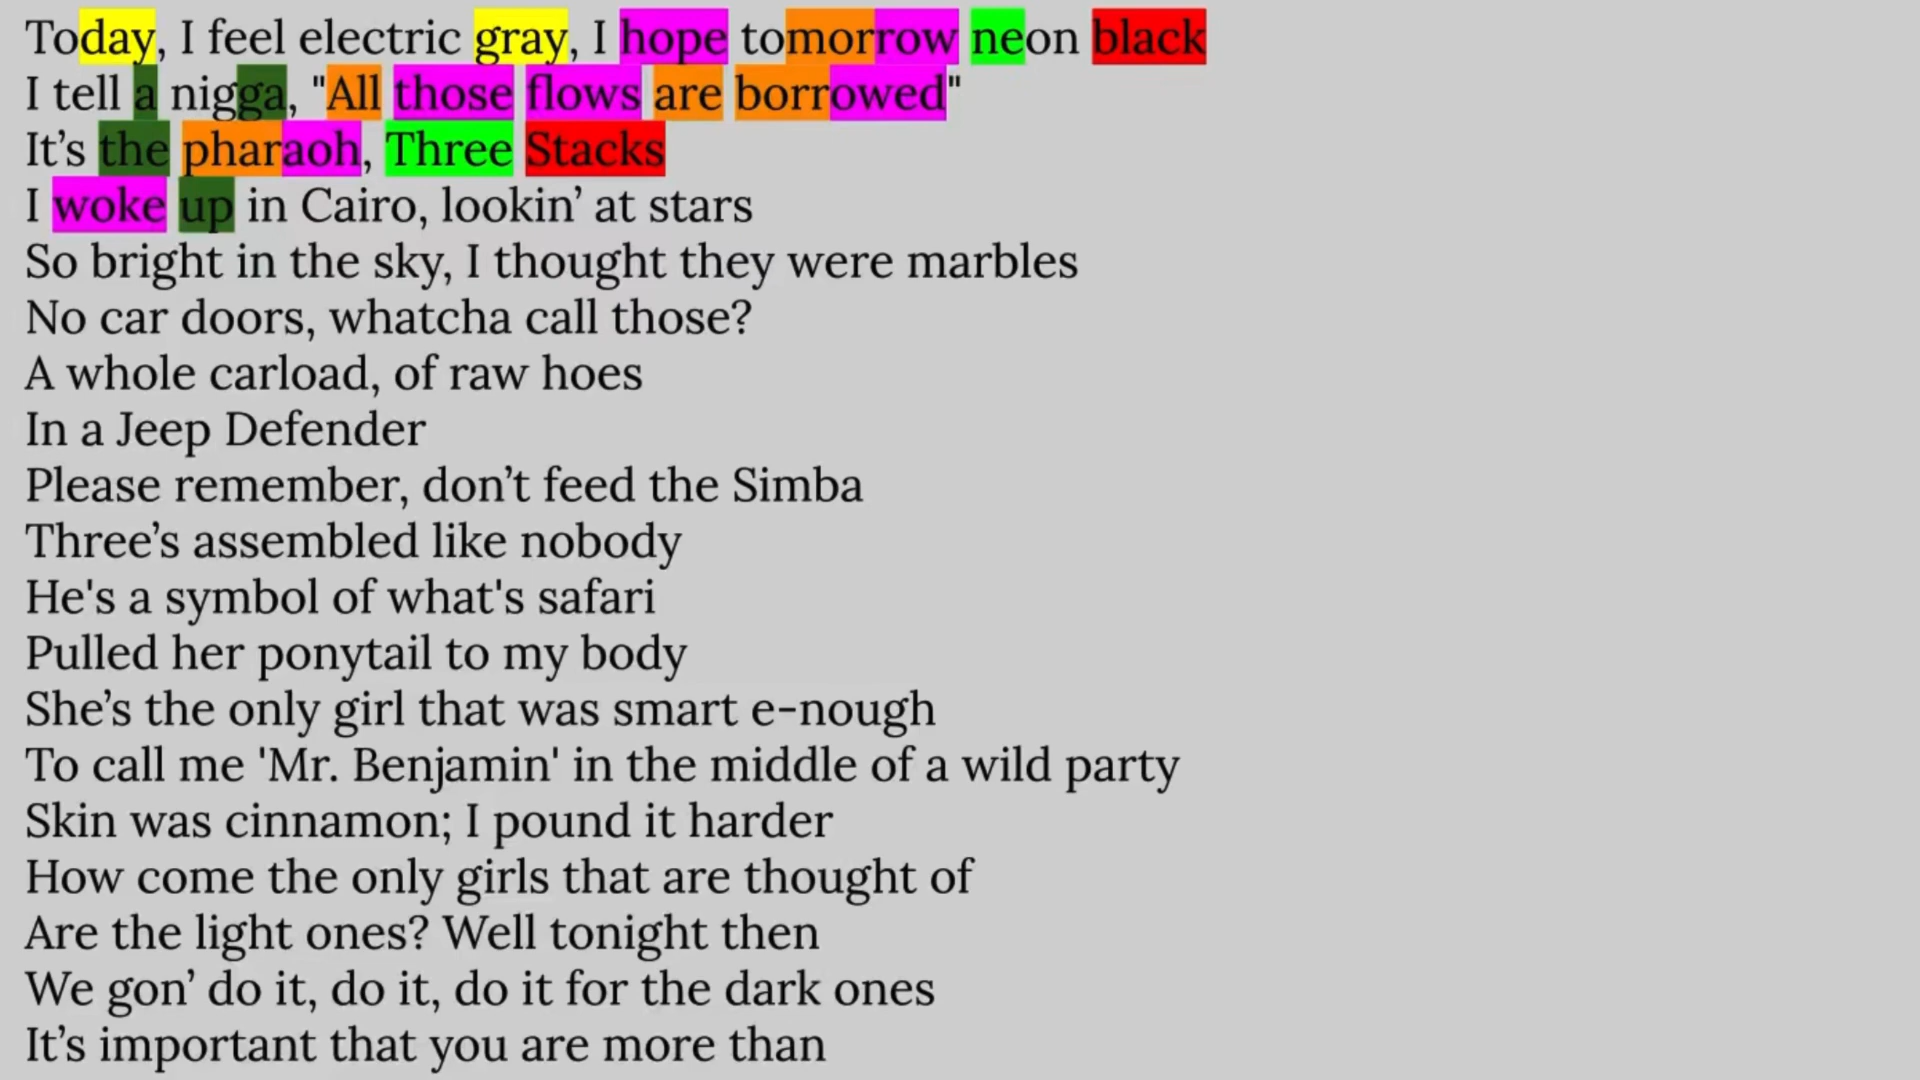 Today, I feel electric gray, I hope tomorrow neon black
I tell a nigga, "All those flows are borrowed"
It’s the pharaoh, Three Stacks
I woke up in Cairo, lookin’ at stars
So bright in the sky, I thought they were marbles
No car doors, whatcha call those?
A whole carload, of raw hoes
In a Jeep Defender
Please remember, don’t feed the Simba
Three’s assembled like nobody
He's a symbol of what's safari
Pulled her ponytail to my body
She’s the only girl that was smart e-nough
To call me 'Mr. Benjamin' in the middle of a wild party
Skin was cinnamon; I pound it harder
How come the only girls that are thought of
Are the light ones? Well tonight then
We gon’ do it, do it, do it for the dark ones
It’s important that you are more than